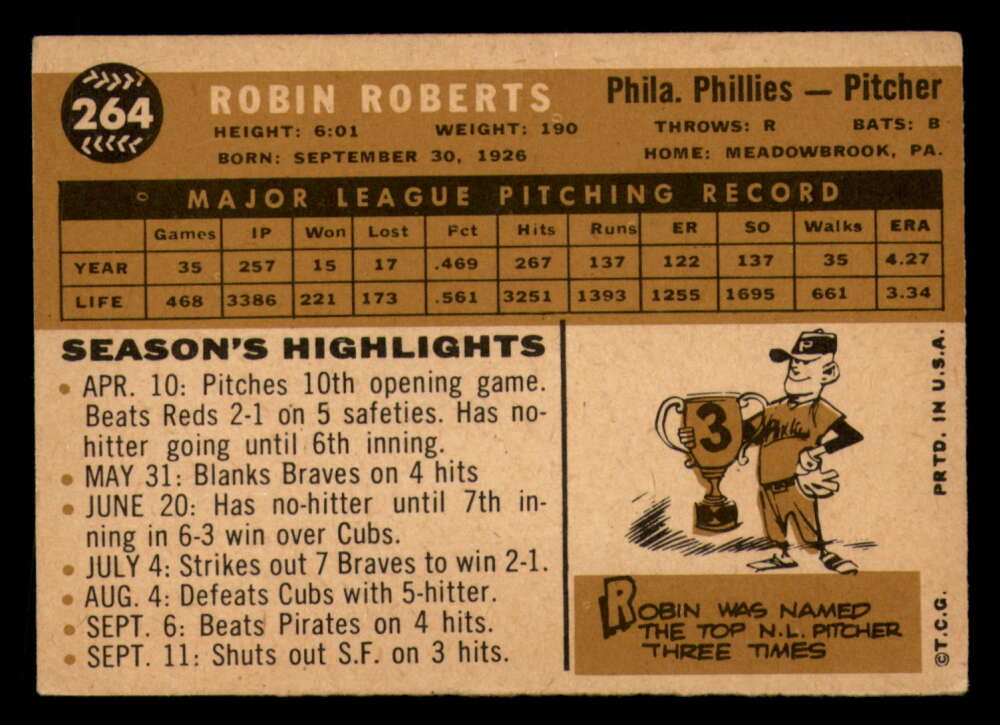 264
ROBIN ROBERTS Phila. Phillies — Pitcher
HEIGHT: 6:01 WEIGHT: 190 THROWS: R BATS: B
BORN: SEPTEMBER 30, 1926 HOME: MEADOWBROOK, PA.
MAJOR LEAGUE PITCHING RECORD
Games IP Won Lost Pct Hits Runs ER SO Walks ERA
YEAR 35 257 15 17 .469 267 137 122 137 35 4.27
LIFE 468 3386 221 173 .561 3251 1393 1255 1695 661 3.34
SEASON'S HIGHLIGHTS
• APR. 10: Pitches 10th opening game.
Beats Reds 2-1 on 5 safeties. Has no-
hitter going until 6th inning.
• MAY 31: Blanks Braves on 4 hits
• JUNE 20: Has no-hitter until 7th in-
ning in 6-3 win over Cubs.
• JULY 4: Strikes out 7 Braves to win 2-1.
• AUG. 4: Defeats Cubs with 5-hitter.
• SEPT. 6: Beats Pirates on 4 hits.
• SEPT. 11: Shuts out S.F. on 3 hits.
P
3
ROBIN WAS NAMED
THE TOP N.L. PITCHER
THREE TIMES
©T.C.G. PRTD. IN U.S.A.